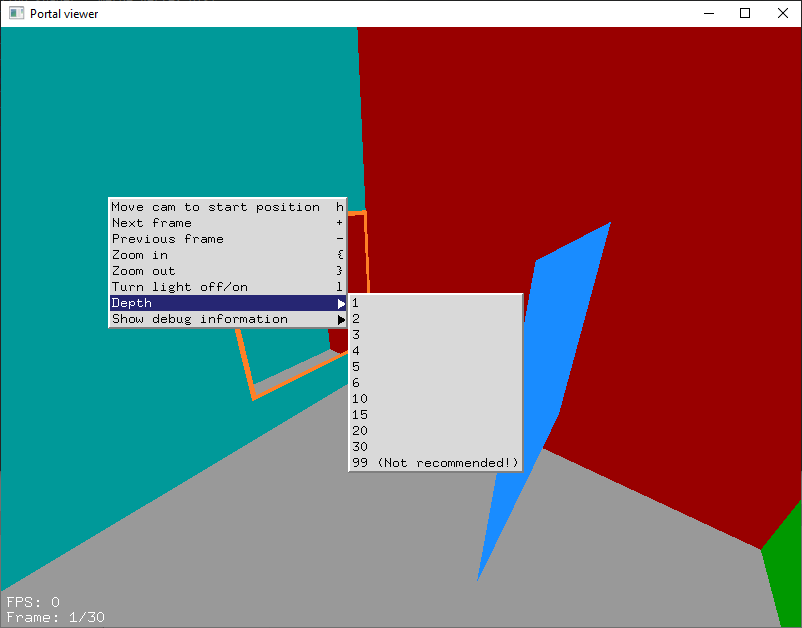 Portal viewer
Move cam to start position h
Next frame +
Previous frame -
Zoom in {
Zoom out }
Turn light off/on l
Depth
Show debug information
1
2
3
4
5
6
10
15
20
30
99 (Not recommended!)
FPS: 0
Frame: 1/30